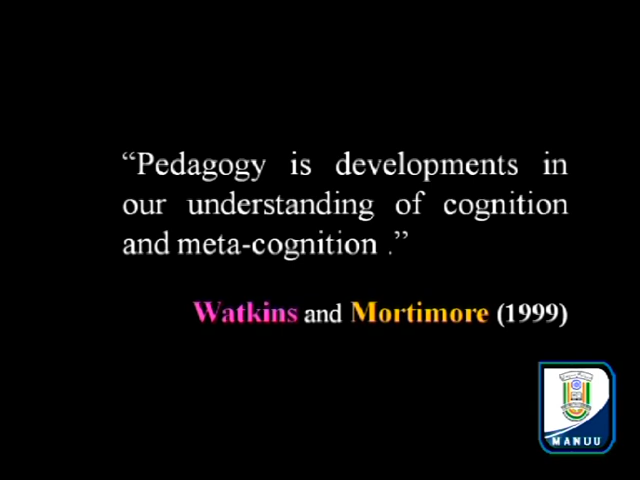 “Pedagogy is developments in
our understanding of cognition
and meta-cognition .”
Watkins and Mortimore (1999)
MANUU